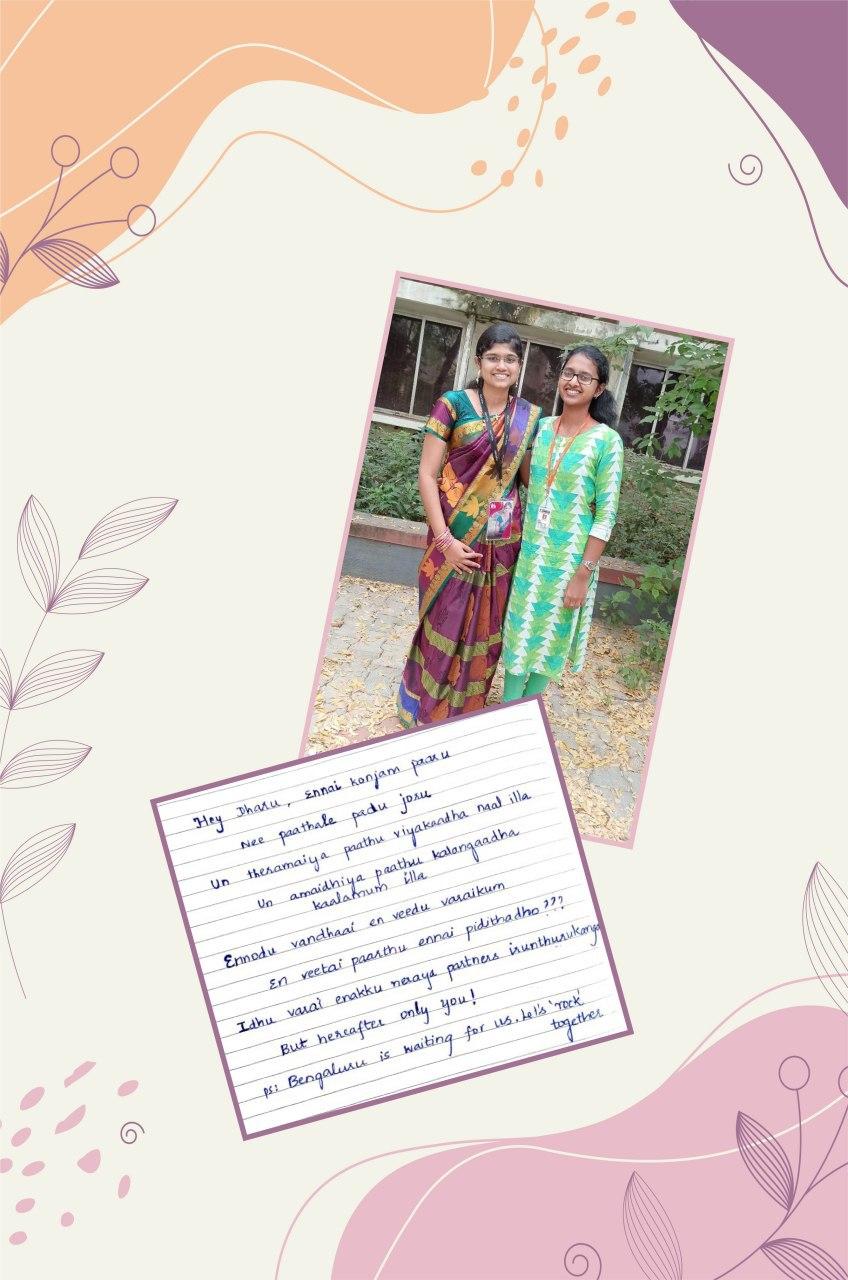 Hey Dharu, Ennai konjam paaru
Nee paathale padu joru
Un theramaiya paathu viyakaadha naal illa
Un amaidhiya paathu kalangaadha
kaalamum illa
Ennodu vandhaai en veedu varaikum
En veetai paarthu ennai pidithadho???
Idhu varai enakku neraya partners irunthurukanga
But hereafter only you!
ps: Bengaluru is waiting for us. Let's 'rock'
together